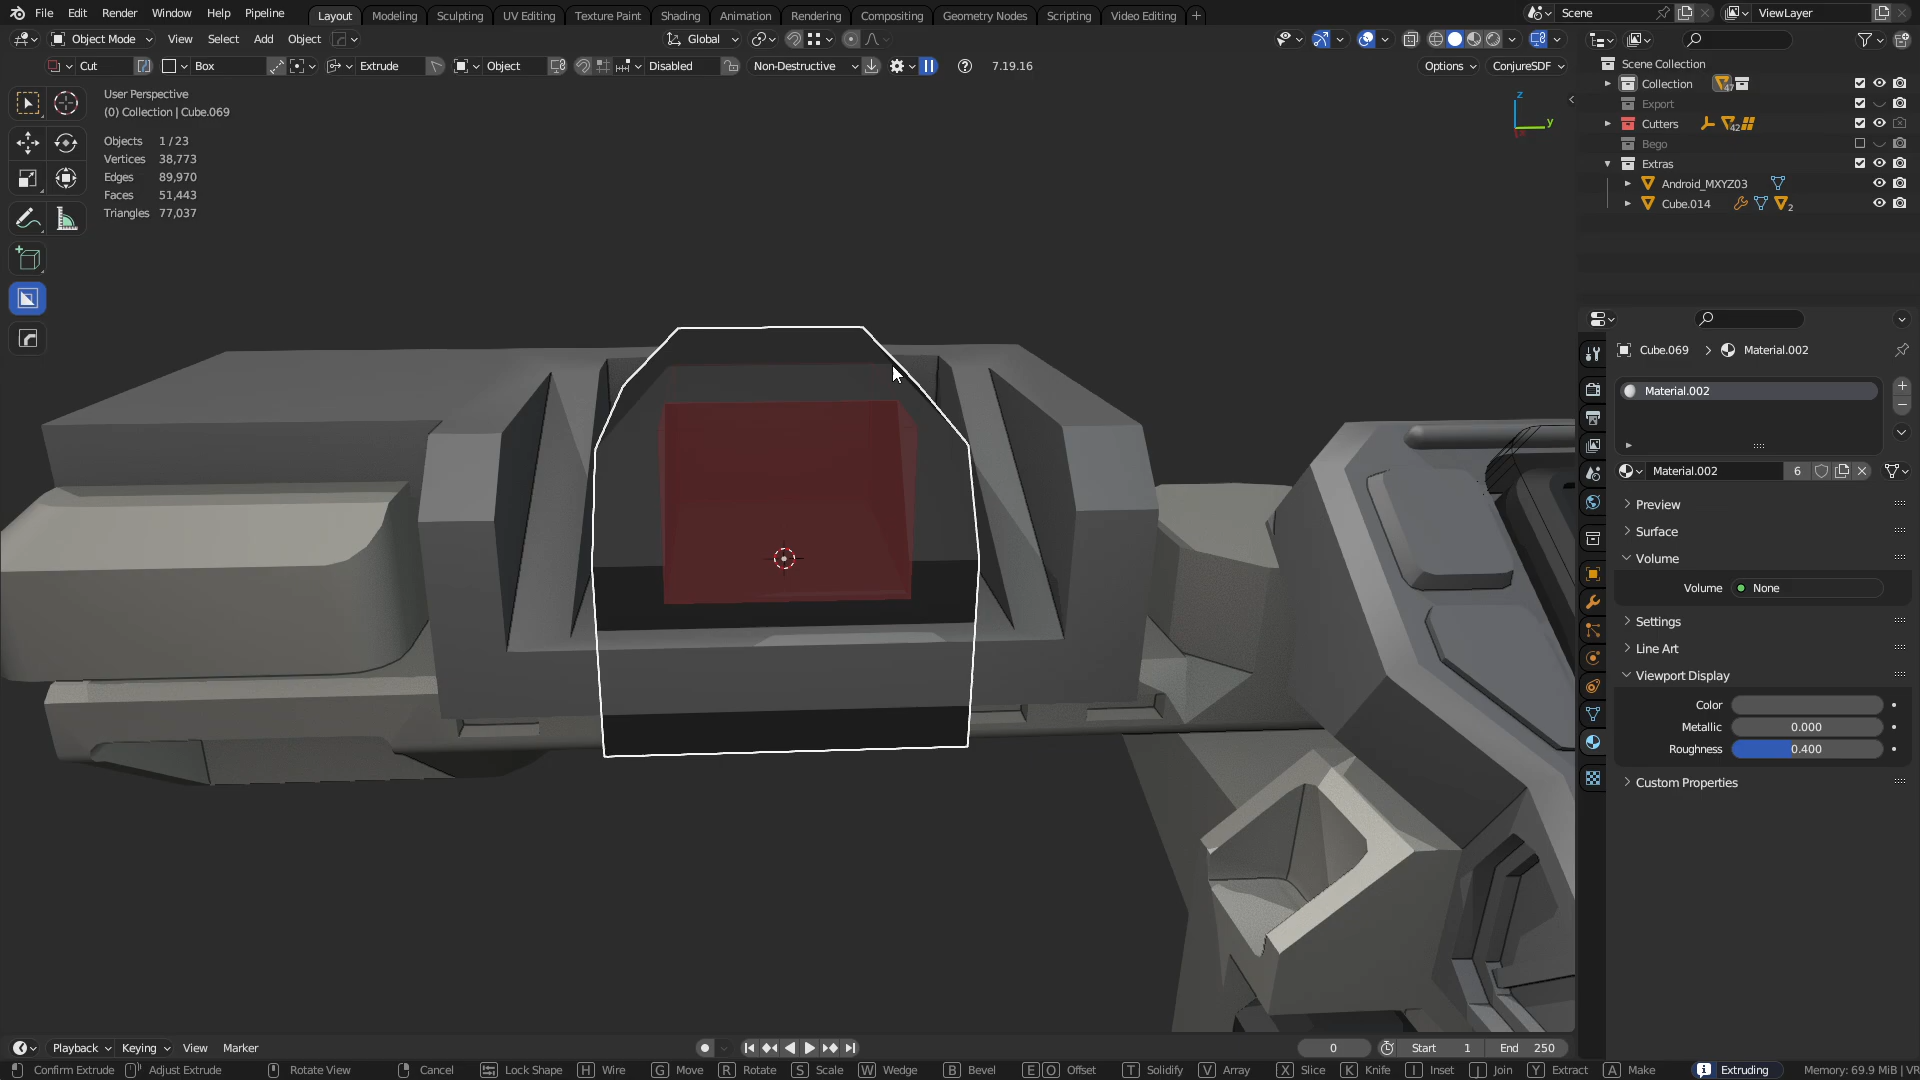 File Edit Render Window Help Pipeline Layout Modeling Sculpting UV Editing Texture Paint Shading Animation Rendering Compositing Geometry Nodes Scripting Video Editing + Scene ViewLayer
Object Mode View Select Add Object Global
Cut Box Extrude Object Disabled Non-Destructive 7.19.16 Options ConjureSDF
User Perspective
(0) Collection | Cube.069
Objects 1 / 23
Vertices 38,773
Edges 89,970
Faces 51,443
Triangles 77,037
z
y
Scene Collection
Collection 47
Export
Cutters 42
Bego
Extras
Android_MXYZ03
Cube.014 2
Cube.069 > Material.002
Material.002
Material.002 6
Preview
Surface
Volume
Volume None
Settings
Line Art
Viewport Display
Color
Metallic 0.000
Roughness 0.400
Custom Properties
Playback Keying View Marker 0 Start 1 End 250
Confirm Extrude Adjust Extrude Rotate View Cancel Lock Shape H Wire G Move R Rotate S Scale W Wedge B Bevel E O Offset T Solidify V Array X Slice K Knife I Inset J Join Y Extract A Make Extruding Memory: 69.9 MiB | VR